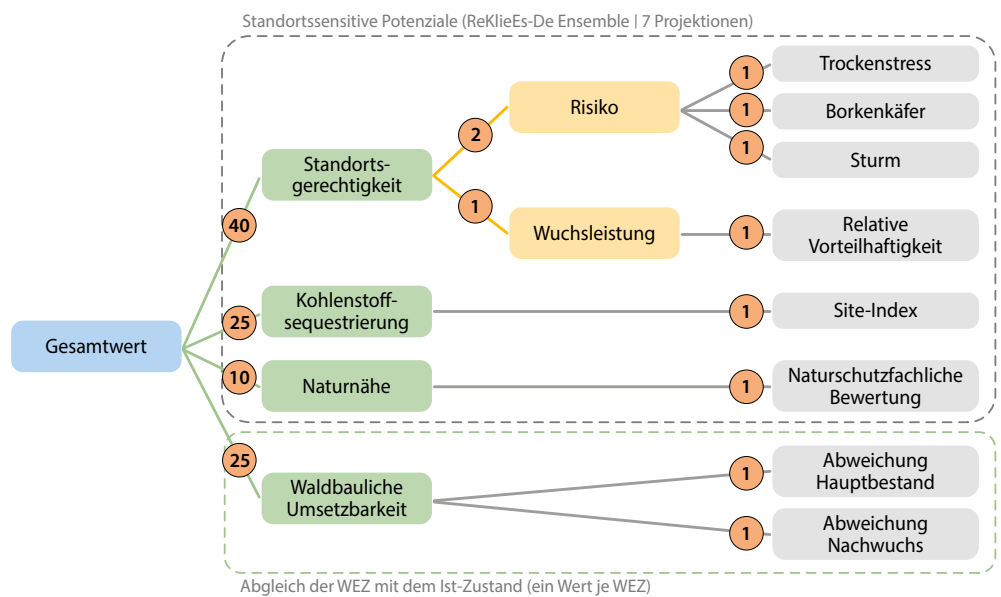 Standortssensitive Potenziale (ReKlieEs-De Ensemble | 7 Projektionen)
Gesamtwert
40
25
10
25
Standorts-
gerechtigkeit
2
1
Risiko
1
1
1
Trockenstress
Borkenkäfer
Sturm
Wuchsleistung
1
Relative
Vorteilhaftigkeit
Kohlenstoff-
sequestrierung
1
Site-Index
Naturnähe
1
Naturschutzfachliche
Bewertung
Waldbauliche
Umsetzbarkeit
1
Abweichung
Hauptbestand
1
Abweichung
Nachwuchs
Abgleich der WEZ mit dem Ist-Zustand (ein Wert je WEZ)